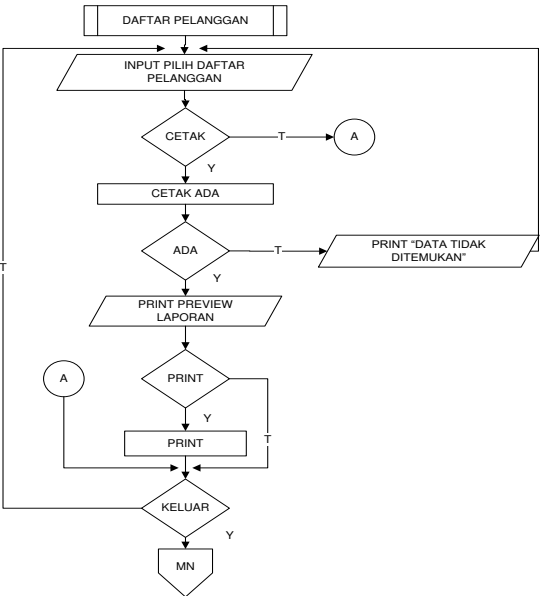 DAFTAR PELANGGAN
INPUT PILIH DAFTAR
PELANGGAN
CETAK
T
A
Y
CETAK ADA
ADA
T
PRINT “DATA TIDAK
DITEMUKAN”
T
Y
PRINT PREVIEW
LAPORAN
A
PRINT
Y
T
PRINT
KELUAR
Y
MN